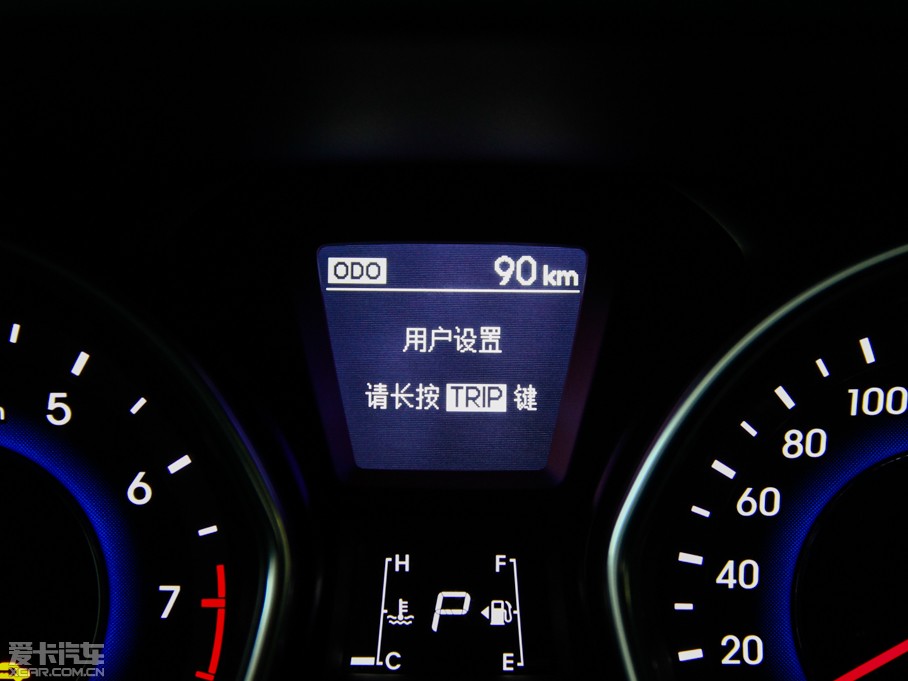 ODO 90 km
用户设置
请长按 TRIP 键
5
6
7
100
80
60
40
20
H
F
P
C
E
爱卡汽车
XCAR.COM.CN